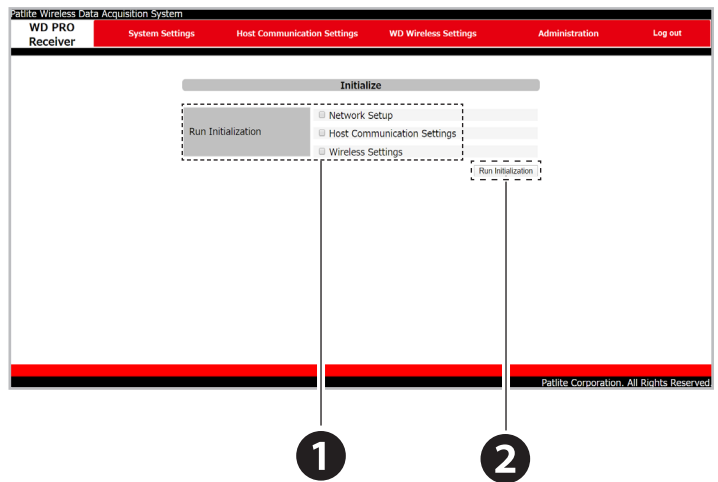 Patlite Wireless Data Acquisition System
WD PRO
Receiver
System Settings
Host Communication Settings
WD Wireless Settings
Administration
Log out
Initialize
Run Initialization
Network Setup
Host Communication Settings
Wireless Settings
Run Initialization
Patlite Corporation. All Rights Reserved.
1
2